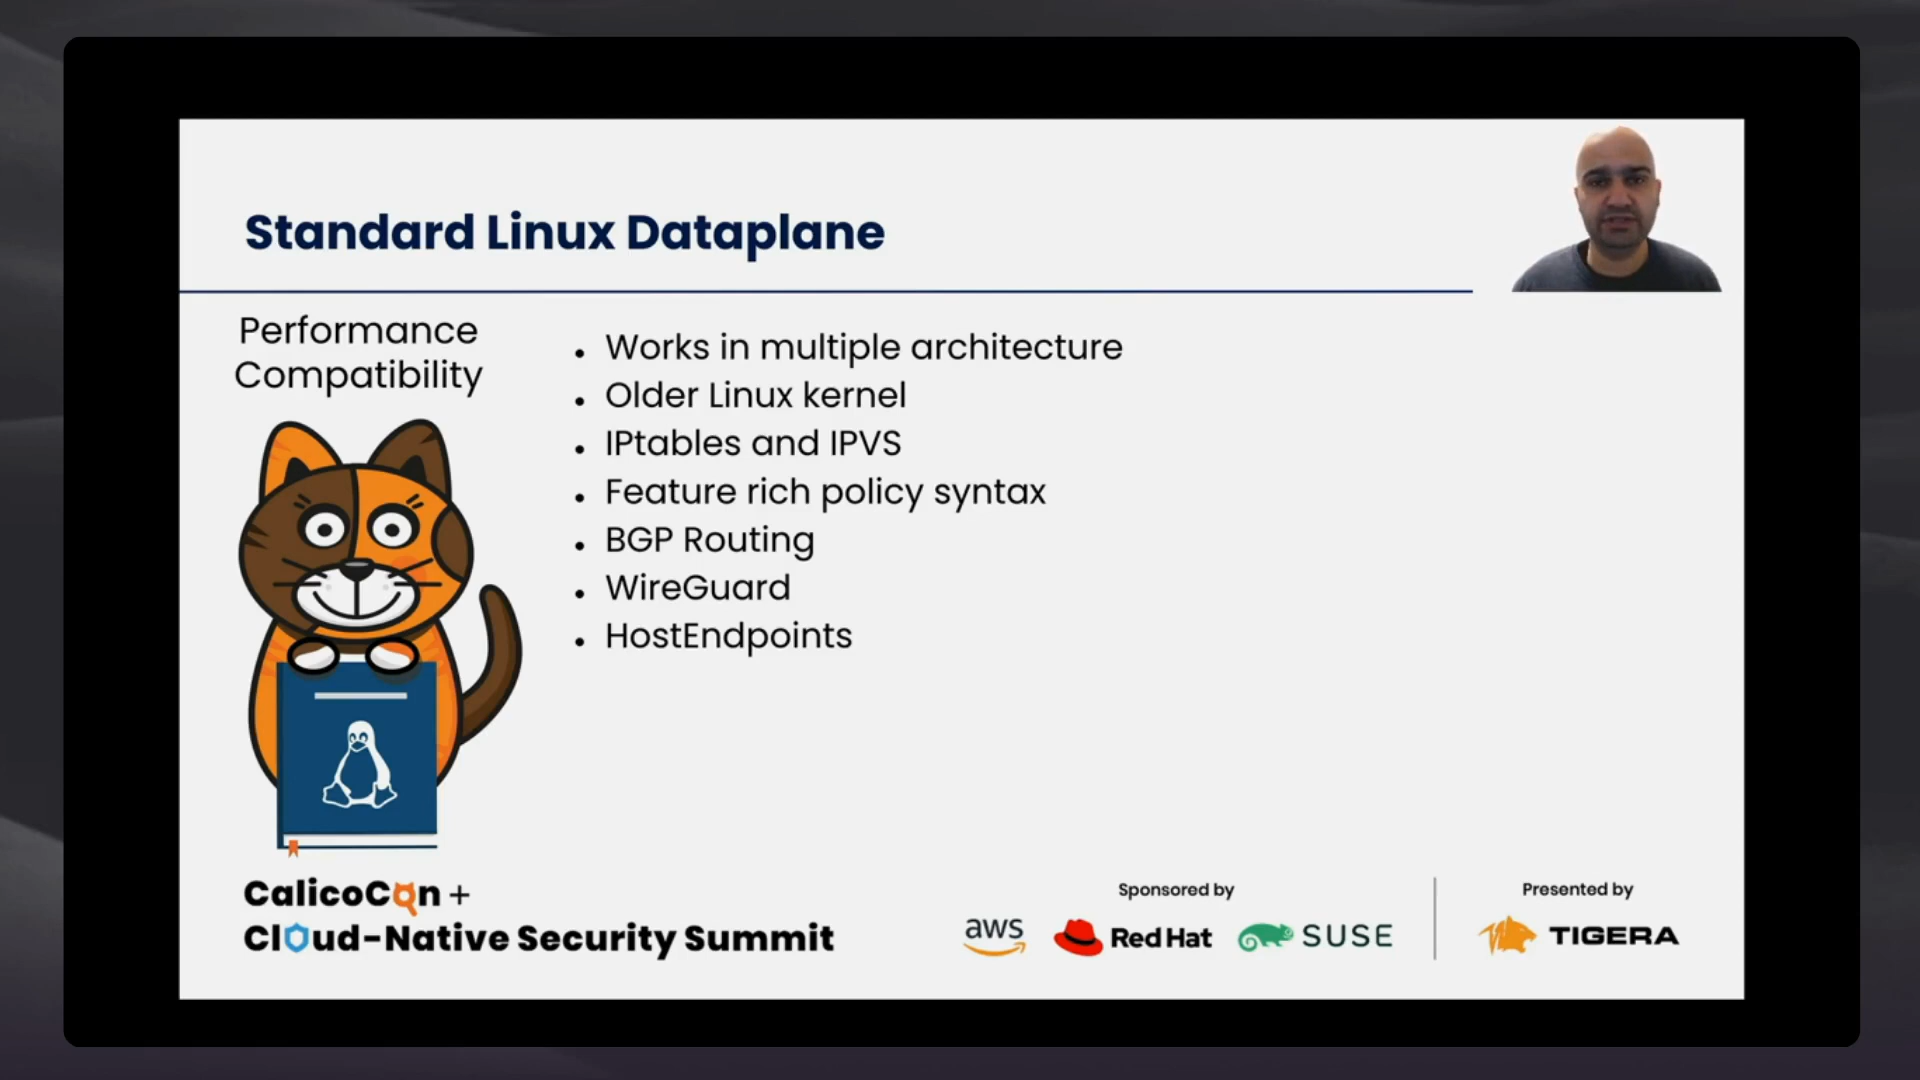 Standard Linux Dataplane
Performance
Compatibility
• Works in multiple architecture
• Older Linux kernel
• IPtables and IPVS
• Feature rich policy syntax
• BGP Routing
• WireGuard
• HostEndpoints
CalicoCon +
Cloud-Native Security Summit
Sponsored by
aws
Red Hat
SUSE
Presented by
TIGERA